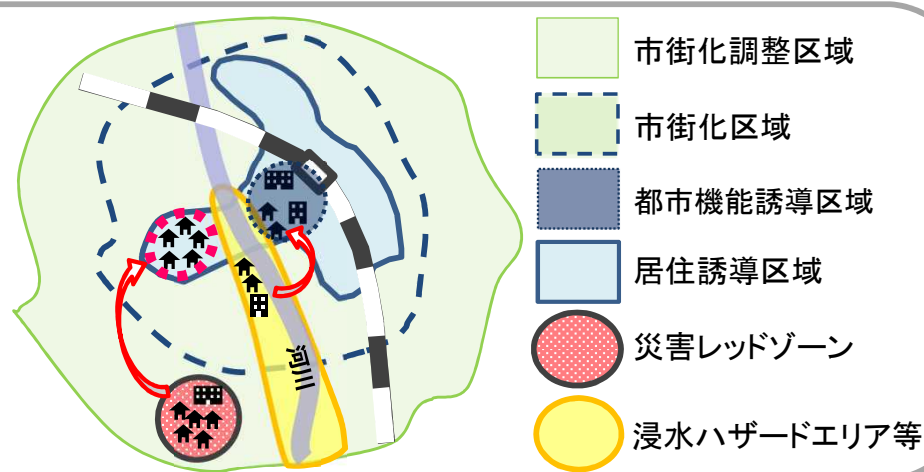 市街化調整区域
市街化区域
都市機能誘導区域
居住誘導区域
災害レッドゾーン
浸水ハザードエリア等
河川